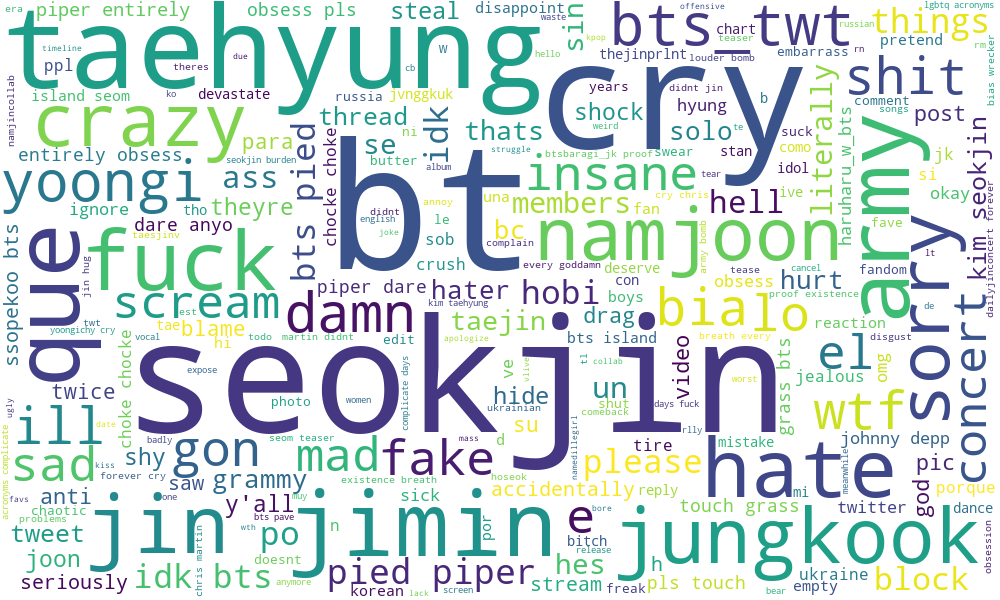 era
piper entirely
obsess pls
steal
disappoint
waste
offensive
lgbtq acronyms
taehyung
sin
bts_twt
chart
teaser
russian
things
timeline
theres
due
W
hello
kpop
thejinprlnt
louder bomb
embarrass
rn
pretend
rm
ppl
devastate
ko
russia
cb
cry
shit
bias wrecker
namjincollab
island seom
jvnggkuk
years
didnt jin
b
comment
songs
crazy
thread
ni
idk
thats
shock
hyung
solo
te
literally
haruharu_w_bts
post
para
bts pied
chocke choke
se
butter
weird
btsbaragi_jk proof
swear
stan
suck
como
army
jk
entirely obsess
seokjin burden
bt
album
struggle
tear
idol
si
okay
kim seokjin
yoongi
ass
insane
cry chris
ive
ignore
tho
theyre
didnt
le
una
members
fan
hell
fave
sorry
dailyjinconcert forever
dare anyo
taesjinv
english
joke
sob
annoy
bc
complain
namjoon
army bomb
fandom
lt
que
fuck
crush
every goddamn
deserve
tease
cancel
ssopekoo bts
jin hug
scream
piper dare
con
obsess
proof existence
hurt
de
kim taehyung
hater
hobi
boys
bial
lo
concert
twt
est
damn
apologize
taejin
drag
reaction
yoongichy cry
vocal
tae
blame
todo
martin didnt
edit
bts island
breath every
disgust
hi
seokjin
ve
tl
collab
video
grass bts
el
omg
expose
vlive
shut
worst
jealous
twice
choke chocke
photo
women
complicate days
hide
un
ukrainian
comeback
days fuck
wtf
ugly
date
badly
seom teaser
su
namedillegirl
rlly
ill
shy
gon
mad
fake
mass
d
tire
mistake
johnny depp
meanwhile
acronyms complicate
sad
kiss
forever cry
saw
grammy
existence breath
hoseok
please
hate
pic
god
favs
anti
one
y'all
muy
sick
accidentally
reply
mi
porque
chaotic
problems
bts pave
n
por
e
bore
touch grass
twitter
dance
obsession
tweet
jin
chris martin
wth
po
jimin
doesnt
bitch
release
jungkook
joon
hes
h
ukraine
seriously
idk bts
anymore
pied piper
korean
lack
screen
stream
freak
pls touch
bear
empty
block